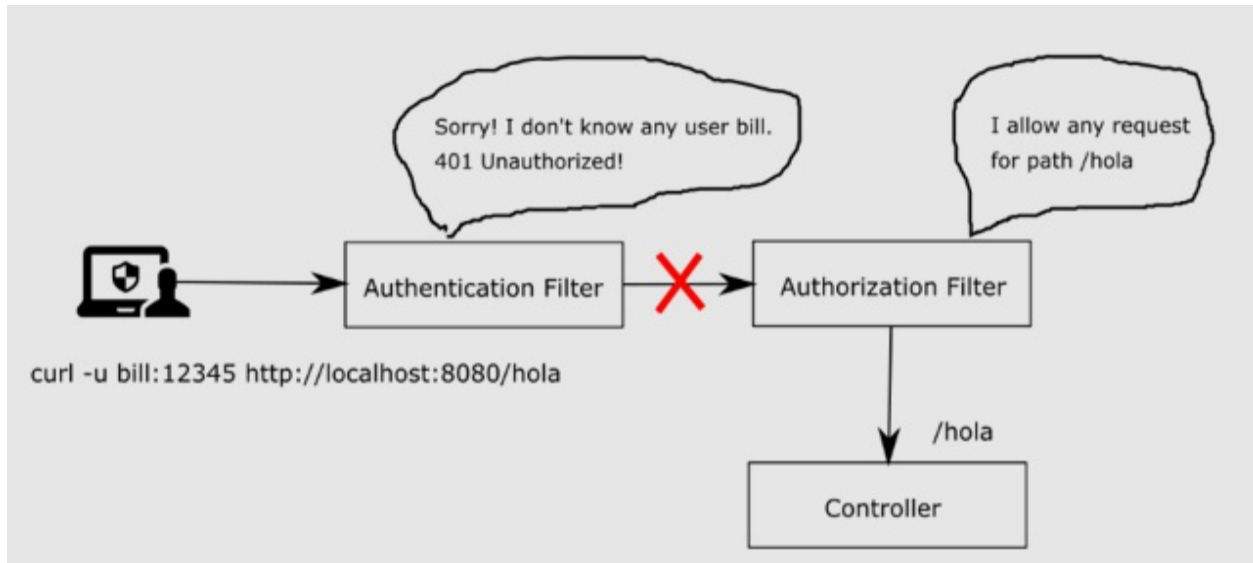 Sorry! I don't know any user bill.
401 Unauthorized!
I allow any request
for path /hola
Authentication Filter
Authorization Filter
curl -u bill:12345 http://localhost:8080/hola
/hola
Controller